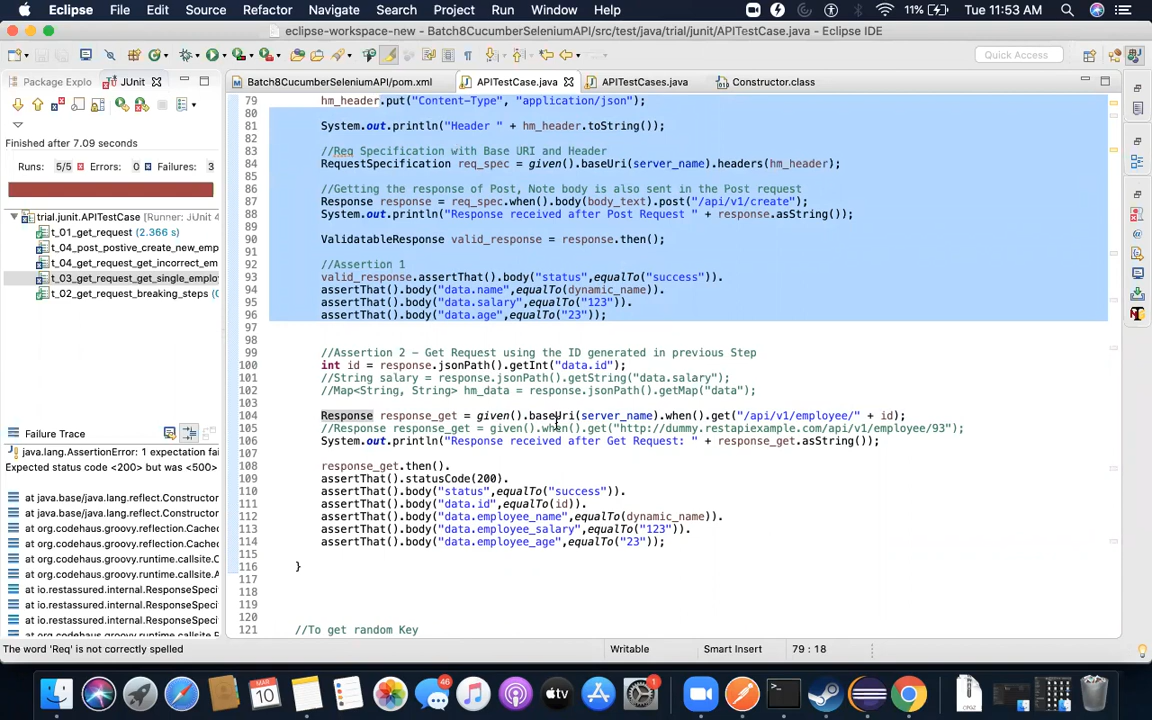 Eclipse File Edit Source Refactor Navigate Search Project Run Window Help 11% Tue 11:53 AM
eclipse-workspace-new - Batch8CucumberSeleniumAPI/src/test/java/trial/junit/APITestCase.java - Eclipse IDE
Quick Access
Package Explo JUnit Batch8CucumberSeleniumAPI/pom.xml APITestCase.java APITestCases.java Constructor.class
Finished after 7.09 seconds
Runs: 5/5 Errors: 0 Failures: 3
trial.junit.APITestCase [Runner: JUnit 4
t_01_get_request (2.366 s)
t_04_post_postive_create_new_emp
t_04_get_request_get_incorrect_em
t_03_get_request_get_single_employ
t_02_get_request_breaking_steps (0
Failure Trace
java.lang.AssertionError: 1 expectation fai
Expected status code <200> but was <500>
at java.base/java.lang.reflect.Constructor
at java.base/java.lang.reflect.Constructor
at org.codehaus.groovy.reflection.Cached
at org.codehaus.groovy.reflection.Cached
at org.codehaus.groovy.runtime.callsite.C
at org.codehaus.groovy.runtime.callsite.A
at io.restassured.internal.ResponseSpeci
at io.restassured.internal.ResponseSpeci
at io.restassured.internal.ResponseSpeci
79 hm_header.put("Content-Type", "application/json");
80
81 System.out.println("Header " + hm_header.toString());
82
83 //Req Specification with Base URI and Header
84 RequestSpecification req_spec = given().baseUri(server_name).headers(hm_header);
85
86 //Getting the response of Post, Note body is also sent in the Post request
87 Response response = req_spec.when().body(body_text).post("/api/v1/create");
88 System.out.println("Response received after Post Request " + response.asString());
89
90 ValidatableResponse valid_response = response.then();
91
92 //Assertion 1
93 valid_response.assertThat().body("status",equalTo("success")).
94 assertThat().body("data.name",equalTo(dynamic_name)).
95 assertThat().body("data.salary",equalTo("123")).
96 assertThat().body("data.age",equalTo("23"));
97
98
99 //Assertion 2 - Get Request using the ID generated in previous Step
100 int id = response.jsonPath().getInt("data.id");
101 //String salary = response.jsonPath().getString("data.salary");
102 //Map<String, String> hm_data = response.jsonPath().getMap("data");
103
104 Response response_get = given().baseUri(server_name).when().get("/api/v1/employee/" + id);
105 //Response response_get = given().when().get("http://dummy.restapiexample.com/api/v1/employee/93");
106 System.out.println("Response received after Get Request: " + response_get.asString());
107
108 response_get.then().
109 assertThat().statusCode(200).
110 assertThat().body("status",equalTo("success")).
111 assertThat().body("data.id",equalTo(id)).
112 assertThat().body("data.employee_name",equalTo(dynamic_name)).
113 assertThat().body("data.employee_salary",equalTo("123")).
114 assertThat().body("data.employee_age",equalTo("23"));
115
116 }
117
118
119
120
121 //To get random Key
The word 'Req' is not correctly spelled Writable Smart Insert 79 : 18
MAR
10
46
1